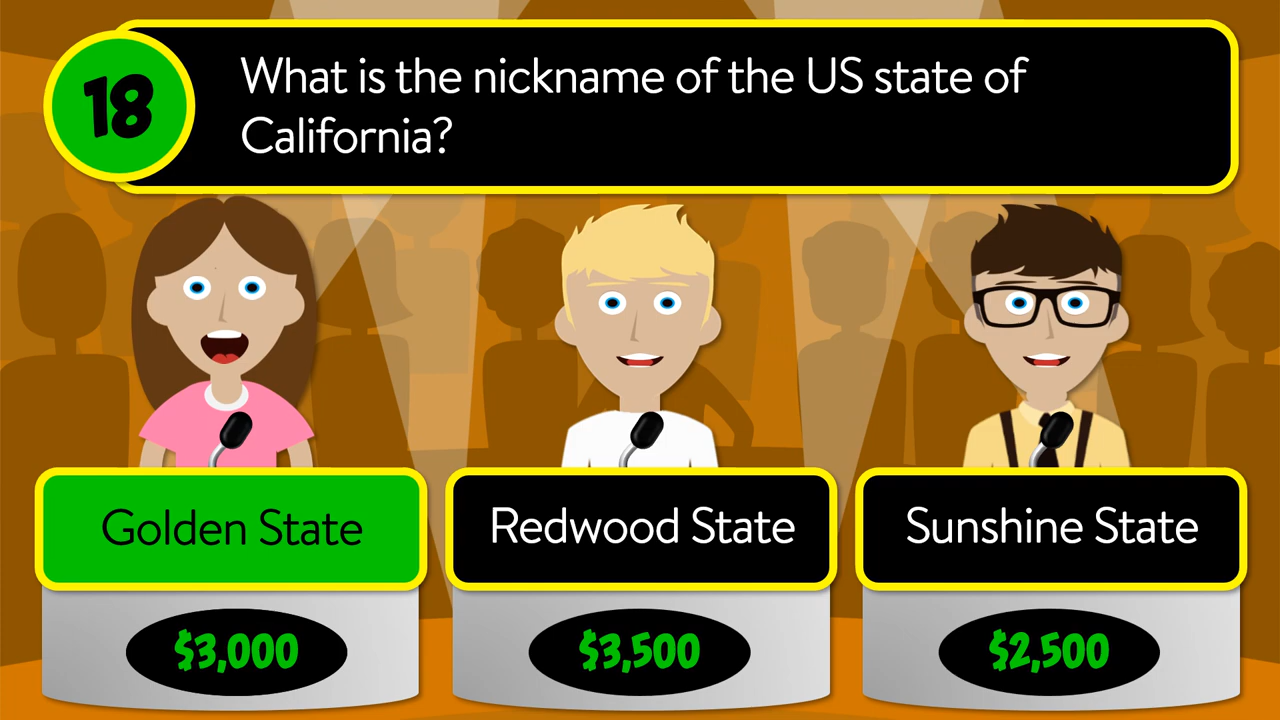 18
What is the nickname of the US state of
California?
Golden State
Redwood State
Sunshine State
$3,000
$3,500
$2,500